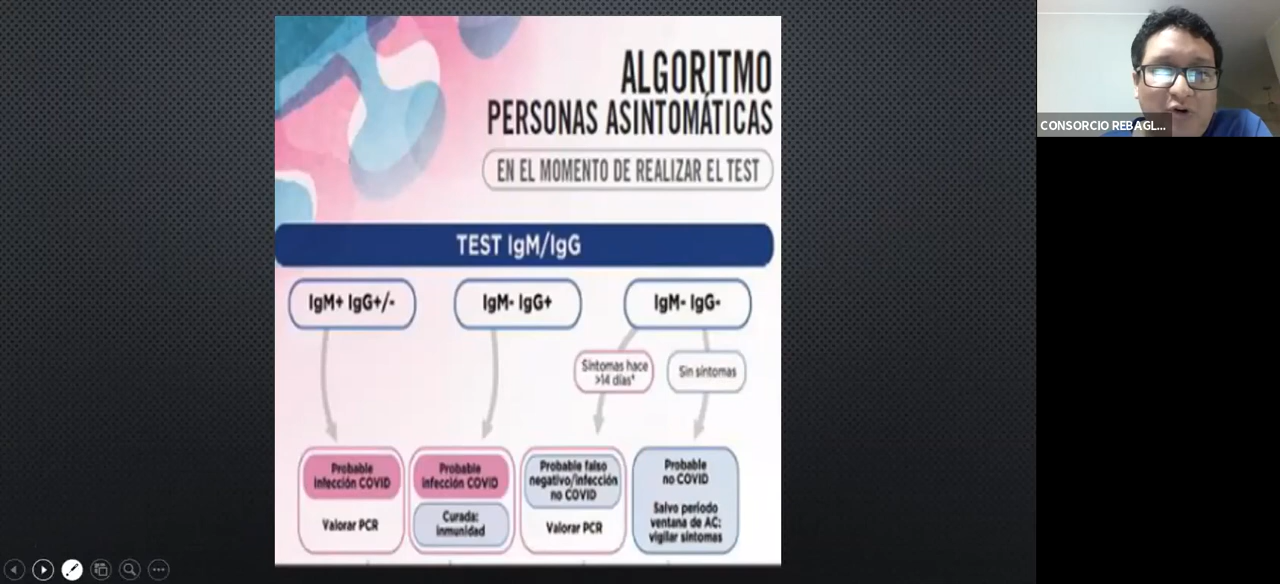 ALGORITMO
PERSONAS ASINTOMÁTICAS
EN EL MOMENTO DE REALIZAR EL TEST
TEST IgM/IgG
IgM+ IgG+/-
IgM- IgG+
IgM- IgG-
Síntomas hace
>14 días*
Sin síntomas
Probable
infección COVID
Valorar PCR
Probable
infección COVID
Curada:
inmunidad
Probable falso
negativo/infección
no COVID
Valorar PCR
Probable
no COVID
Salvo período
ventana de AC:
vigilar síntomas
CONSORCIO REBAGL...